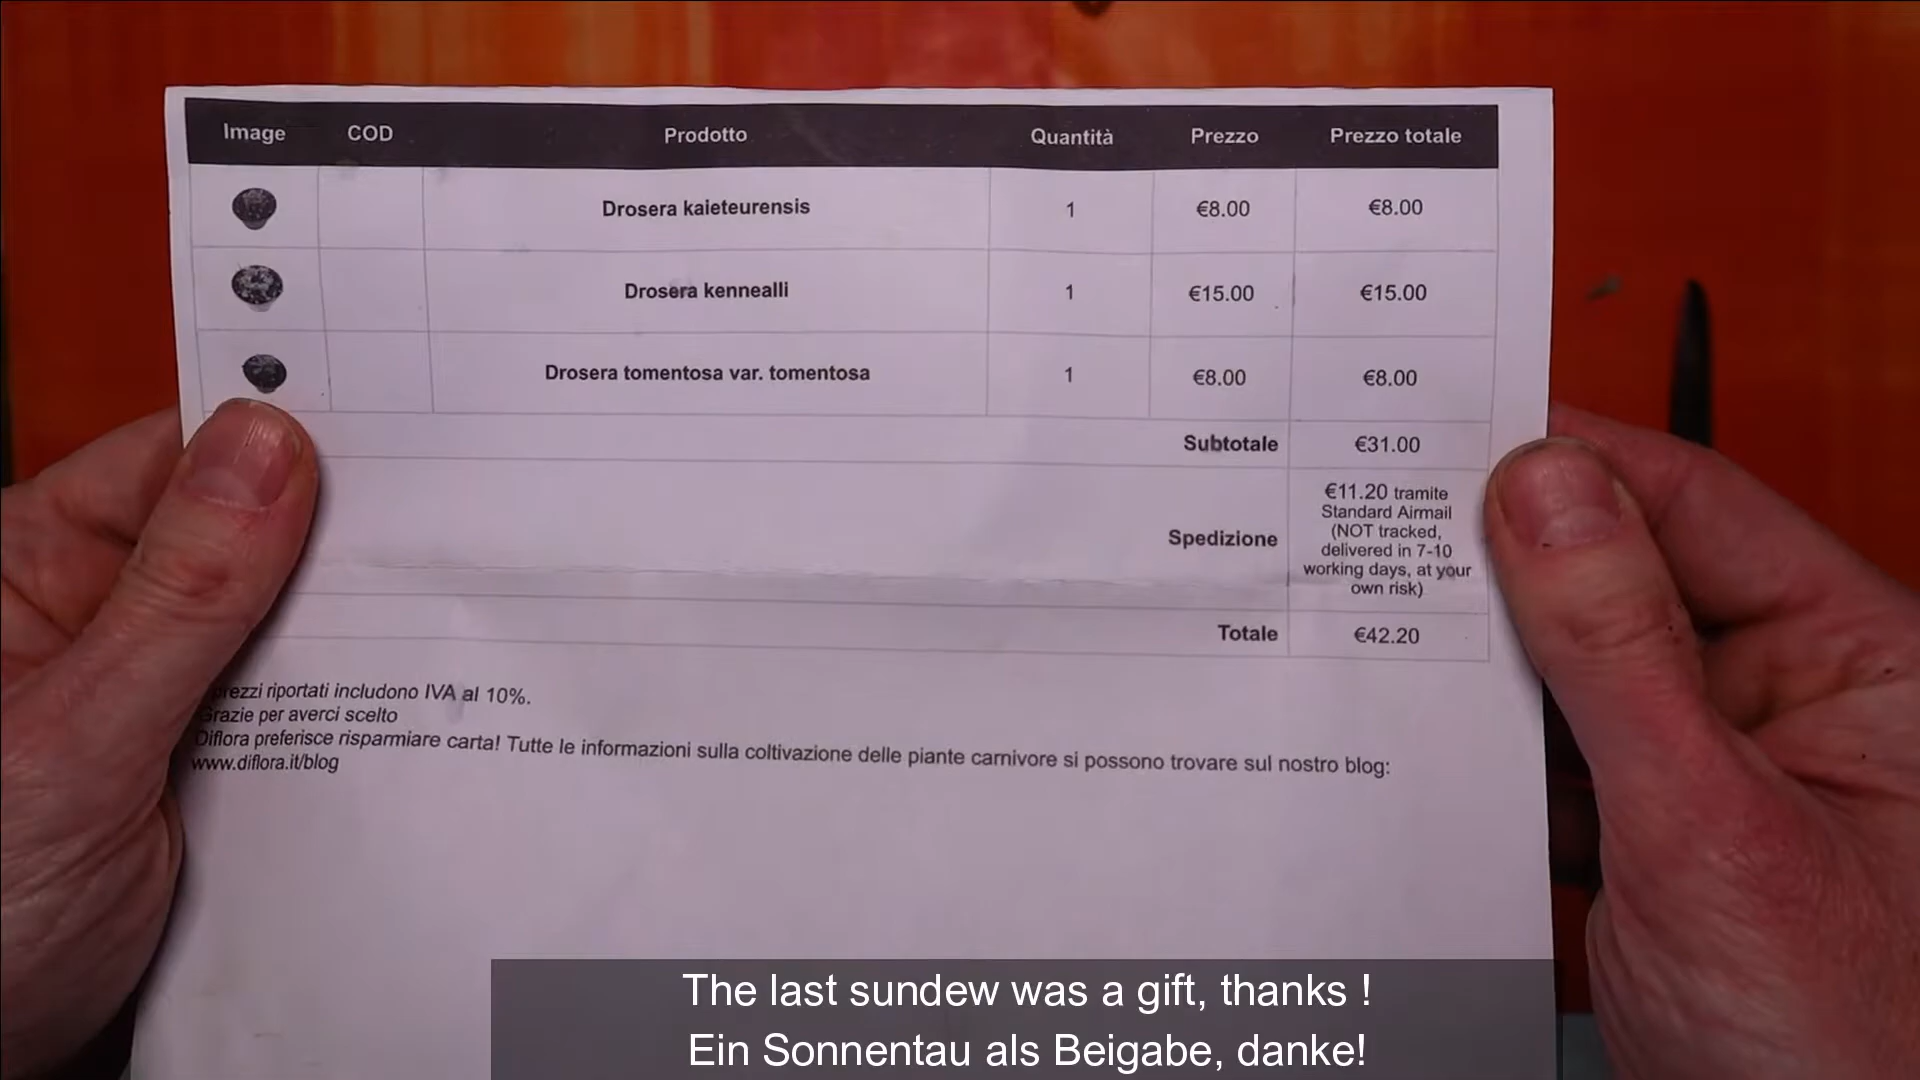 Image COD Prodotto Quantità Prezzo Prezzo totale
Drosera kaieteurensis 1 €8.00 €8.00
Drosera kennealli 1 €15.00 €15.00
Drosera tomentosa var. tomentosa 1 €8.00 €8.00
Subtotale €31.00
Spedizione €11.20 tramite
Standard Airmail
(NOT tracked,
delivered in 7-10
working days, at your
own risk)
Totale €42.20
prezzi riportati includono IVA al 10%.
Grazie per averci scelto
Diflora preferisce risparmiare carta! Tutte le informazioni sulla coltivazione delle piante carnivore si possono trovare sul nostro blog:
www.diflora.it/blog
The last sundew was a gift, thanks !
Ein Sonnentau als Beigabe, danke!